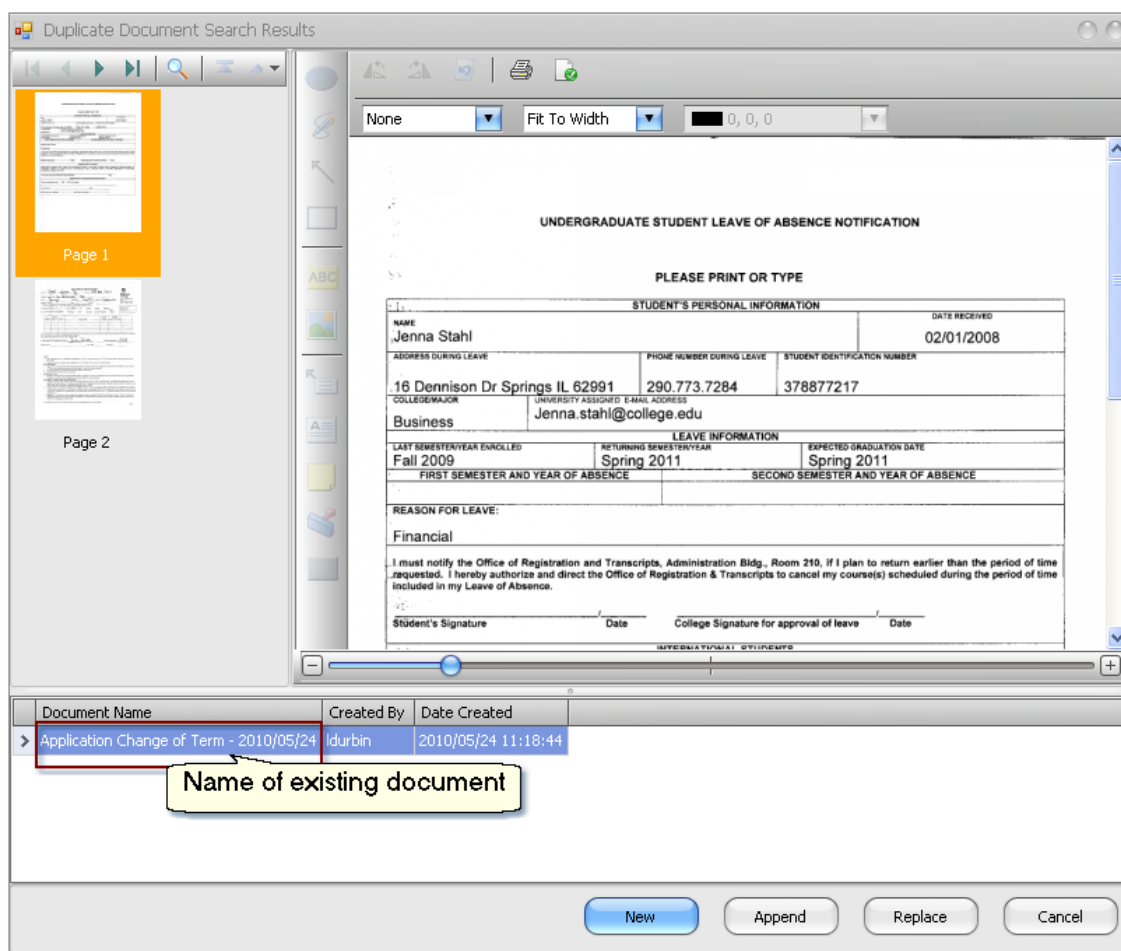 Duplicate Document Search Results
None
Fit To Width
0, 0, 0
Page 1
Page 2
ABC
A
UNDERGRADUATE STUDENT LEAVE OF ABSENCE NOTIFICATION
PLEASE PRINT OR TYPE
STUDENT'S PERSONAL INFORMATION
NAME
DATE RECEIVED
Jenna Stahl
02/01/2008
ADDRESS DURING LEAVE
PHONE NUMBER DURING LEAVE
STUDENT IDENTIFICATION NUMBER
16 Dennison Dr Springs IL 62991
290.773.7284
378877217
COLLEGE/MAJOR
UNIVERSITY ASSIGNED E-MAIL ADDRESS
Business
Jenna.stahl@college.edu
LEAVE INFORMATION
LAST SEMESTER/YEAR ENROLLED
RETURNING SEMESTER/YEAR
EXPECTED GRADUATION DATE
Fall 2009
Spring 2011
Spring 2011
FIRST SEMESTER AND YEAR OF ABSENCE
SECOND SEMESTER AND YEAR OF ABSENCE
REASON FOR LEAVE:
Financial
I must notify the Office of Registration and Transcripts, Administration Bldg., Room 210, if I plan to return earlier than the period of time
requested. I hereby authorize and direct the Office of Registration & Transcripts to cancel my course(s) scheduled during the period of time
included in my Leave of Absence.
Student's Signature
Date
College Signature for approval of leave
Date
INTERNATIONAL STUDENTS
Document Name
Created By
Date Created
Application Change of Term - 2010/05/24
ldurbin
2010/05/24 11:18:44
Name of existing document
New
Append
Replace
Cancel